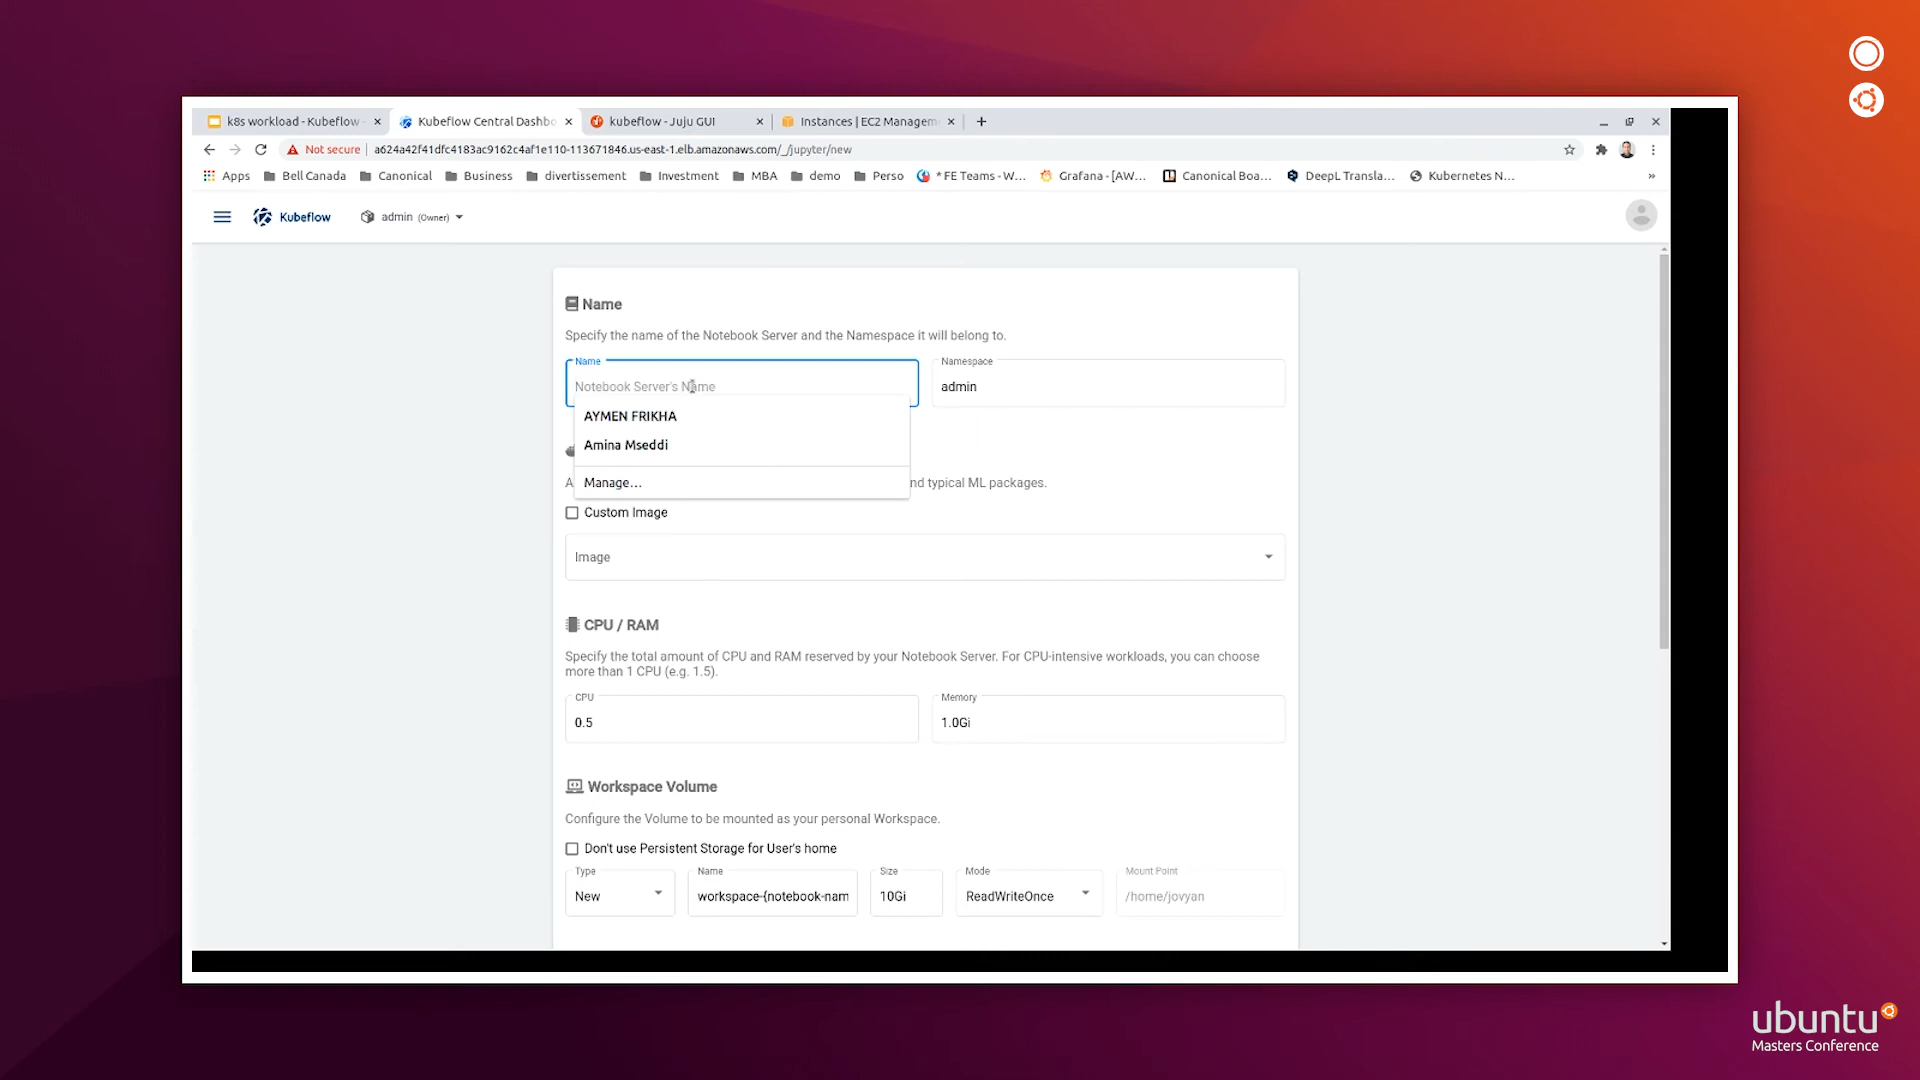 k8s workload - Kubeflow -
Kubeflow Central Dashbo
kubeflow - Juju GUI
Instances | EC2 Managem
Not secure
a624a42f41dfc4183ac9162c4af1e110-113671846.us-east-1.elb.amazonaws.com/_/jupyter/new
Apps
Bell Canada
Canonical
Business
divertissement
Investment
MBA
demo
Perso
* FE Teams - W...
Grafana - [AW...
Canonical Boa...
DeepL Transla...
Kubernetes N...
»
Kubeflow
admin (Owner)
Name
Specify the name of the Notebook Server and the Namespace it will belong to.
Name
Notebook Server's Name
Namespace
admin
AYMEN FRIKHA
Amina Mseddi
Manage...
A
nd typical ML packages.
Custom Image
Image
CPU / RAM
Specify the total amount of CPU and RAM reserved by your Notebook Server. For CPU-intensive workloads, you can choose
more than 1 CPU (e.g. 1.5).
CPU
0.5
Memory
1.0Gi
Workspace Volume
Configure the Volume to be mounted as your personal Workspace.
Don't use Persistent Storage for User's home
Type
New
Name
workspace-{notebook-nam
Size
10Gi
Mode
ReadWriteOnce
Mount Point
/home/jovyan
ubuntu
Masters Conference